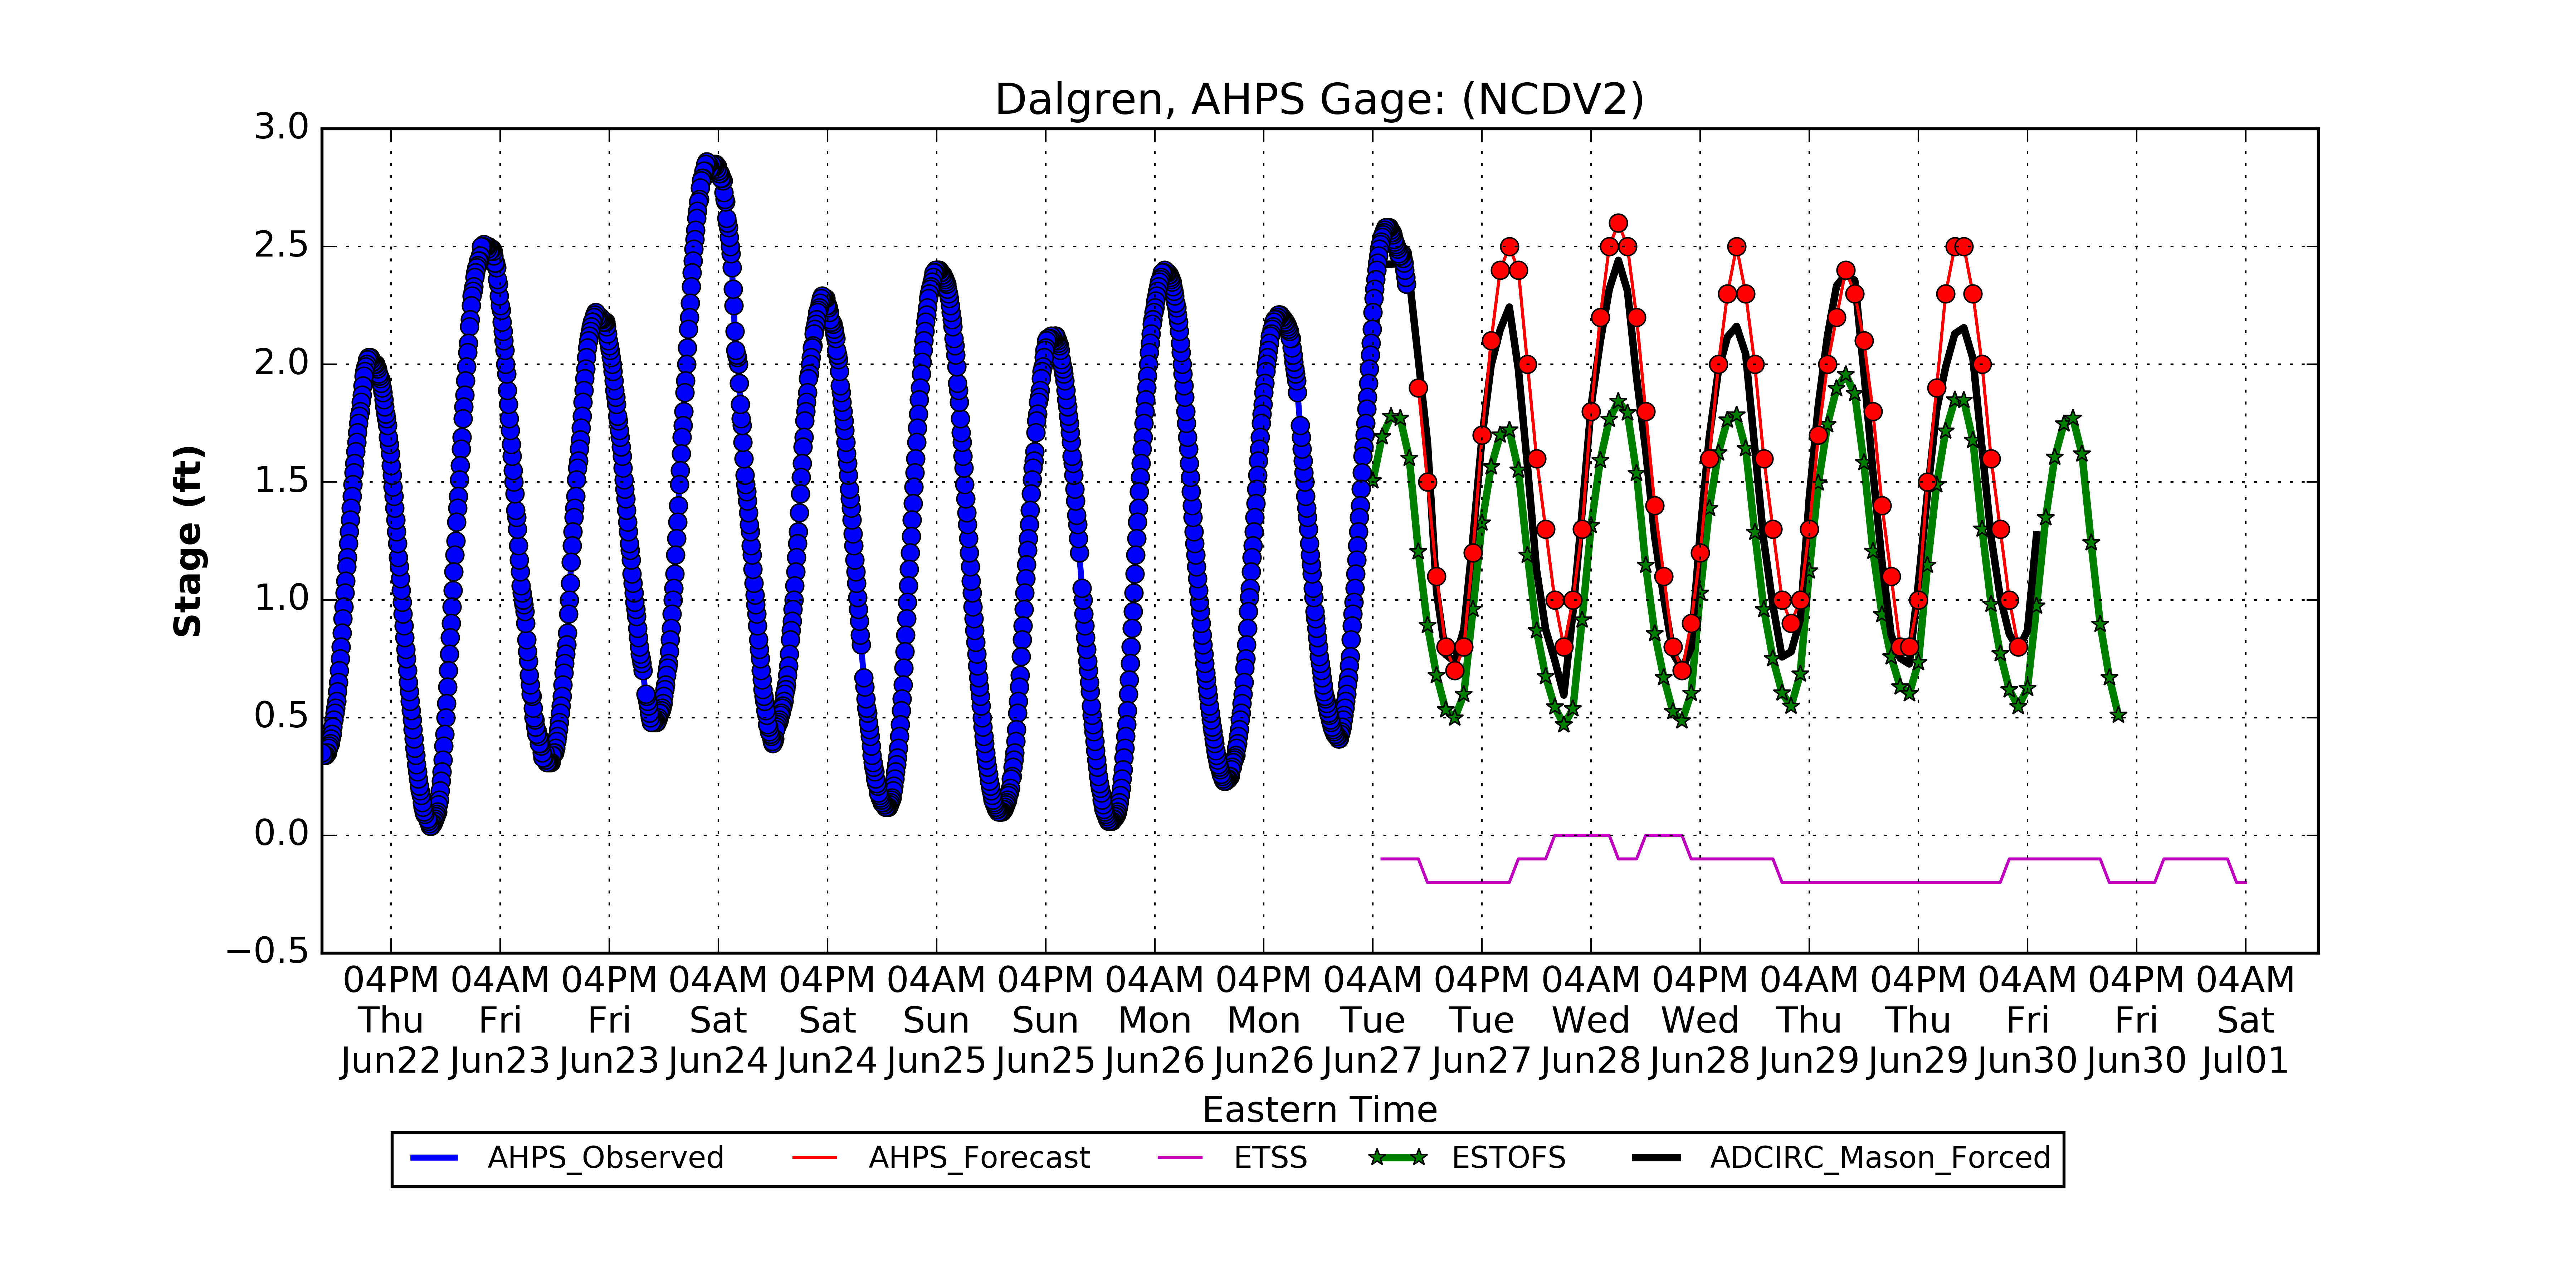 Dalgren, AHPS Gage: (NCDV2)
3.0
2.5
2.0
1.5
1.0
0.5
0.0
−0.5
Stage (ft)
04PM 04AM 04PM 04AM 04PM 04AM 04PM 04AM 04PM 04AM 04PM 04AM 04PM 04AM 04PM 04AM 04PM 04AM
Thu Fri Fri Sat Sat Sun Sun Mon Mon Tue Tue Wed Wed Thu Thu Fri Fri Sat
Jun22 Jun23 Jun23 Jun24 Jun24 Jun25 Jun25 Jun26 Jun26 Jun27 Jun27 Jun28 Jun28 Jun29 Jun29 Jun30 Jun30 Jul01
Eastern Time
AHPS_Observed AHPS_Forecast ETSS ESTOFS ADCIRC_Mason_Forced